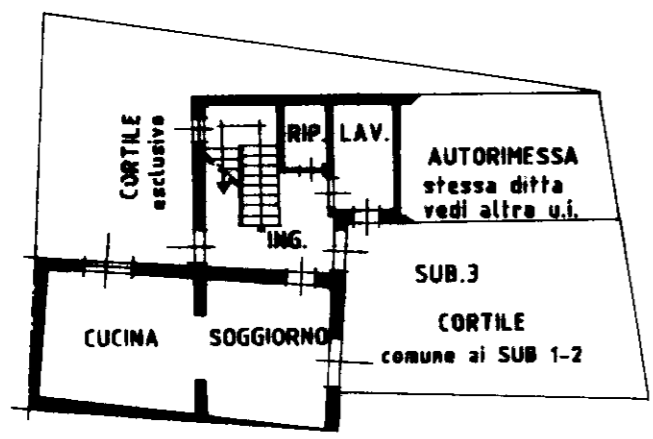 CORTILE
esclusivo
RIP.
LAV.
AUTORIMESSA
stessa ditta
vedi altra u.i.
ING.
SUB.3
CUCINA
SOGGIORNO
CORTILE
comune ai SUB 1-2